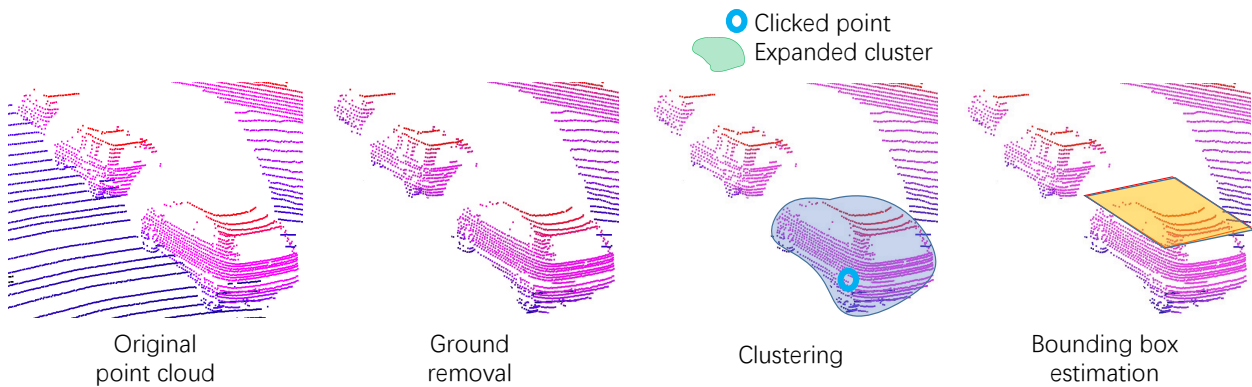 Clicked point
Expanded cluster
Original
point cloud
Ground
removal
Clustering
Bounding box
estimation